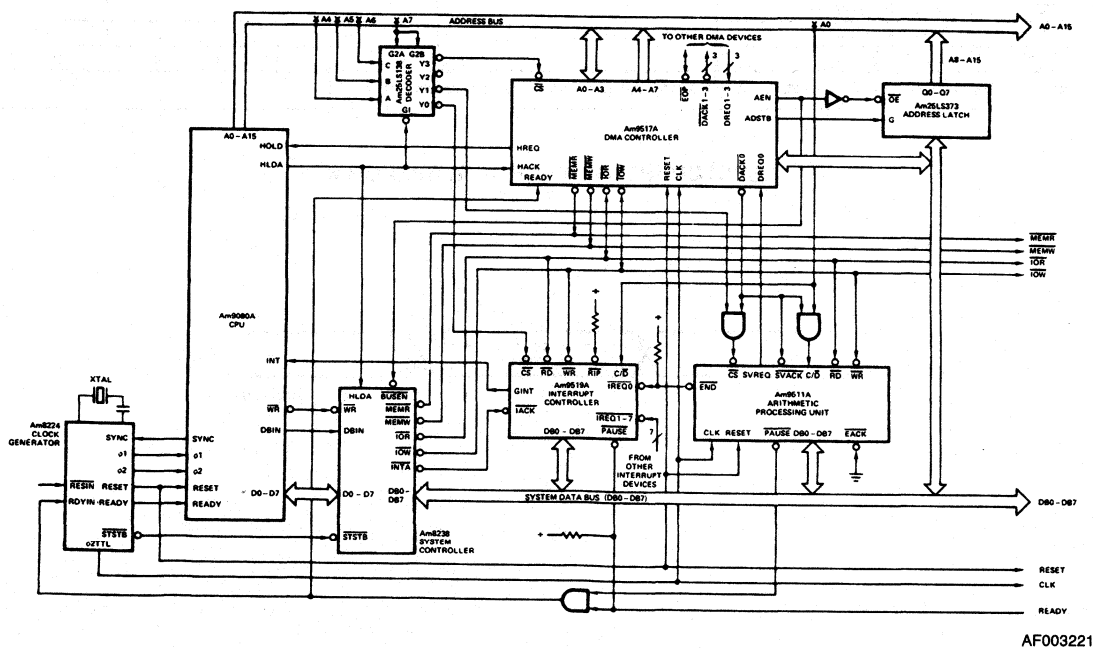 A4 A5 A6 A7 ADDRESS BUS A0 A0-A15
TO OTHER DMA DEVICES
3 3
A8-A15
G2A G2B
C Y3
B Y2
A Y1
Y0
G1
Am25LS138
DECODER
CS A0-A3 A4-A7 EOP DACK1-3 DREQ1-3
AEN
ADSTB
Am9517A
DMA CONTROLLER
Q0-Q7
OE Am25LS373
ADDRESS LATCH
G
A0-A15
HOLD
HLDA
HREQ
HACK
READY
MEMR MEMW IOR IOW RESET CLK DACK0 DREQ0
MEMR
MEMW
IOR
IOW
Am9080A
CPU
INT
WR
DBIN
SYNC
o1
o2
RESET
READY
D0-D7
XTAL
Am8224
CLOCK
GENERATOR
SYNC
o1
o2
RESIN RESET
RDYIN-READY
STSTB
o2TTL
HLDA BUSEN
WR MEMR
MEMW
DBIN IOR
IOW
INTA
D0-D7 DB0-
DB7
STSTB
Am8238
SYSTEM
CONTROLLER
+
+
CS RD WR RIP C/D
Am9519A
INTERRUPT
CONTROLLER
GINT
IACK
IREQ0
IREQ1-7
DB0-DB7 PAUSE
7
FROM
OTHER
INTERRUPT
DEVICES
CS SVREQ SVACK C/D RD WR
END
Am9511A
ARITHMETIC
PROCESSING UNIT
CLK RESET PAUSE DB0-DB7 EACK
SYSTEM DATA BUS (DB0-DB7)
DB0-DB7
+
RESET
CLK
READY
AF003221